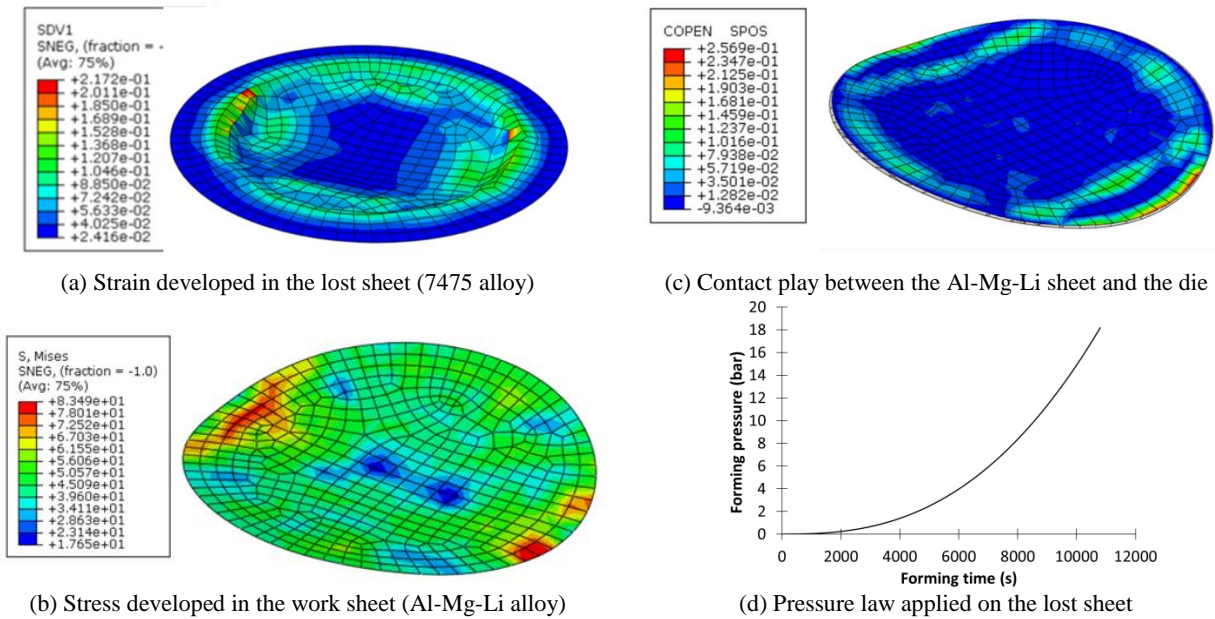 SDV1
SNEG, (fraction = -
(Avg: 75%)
+2.172e-01
+2.011e-01
+1.850e-01
+1.689e-01
+1.528e-01
+1.368e-01
+1.207e-01
+1.046e-01
+8.850e-02
+7.242e-02
+5.633e-02
+4.025e-02
+2.416e-02
(a) Strain developed in the lost sheet (7475 alloy)
COPEN SPOS
+2.569e-01
+2.347e-01
+2.125e-01
+1.903e-01
+1.681e-01
+1.459e-01
+1.237e-01
+1.016e-01
+7.938e-02
+5.719e-02
+3.501e-02
+1.282e-02
-9.364e-03
(c) Contact play between the Al-Mg-Li sheet and the die
S, Mises
SNEG, (fraction = -1.0)
(Avg: 75%)
+8.349e+01
+7.801e+01
+7.252e+01
+6.703e+01
+6.155e+01
+5.606e+01
+5.057e+01
+4.509e+01
+3.960e+01
+3.411e+01
+2.863e+01
+2.314e+01
+1.765e+01
(b) Stress developed in the work sheet (Al-Mg-Li alloy)
Forming pressure (bar)
20
18
16
14
12
10
8
6
4
2
0
0 2000 4000 6000 8000 10000 12000
Forming time (s)
(d) Pressure law applied on the lost sheet